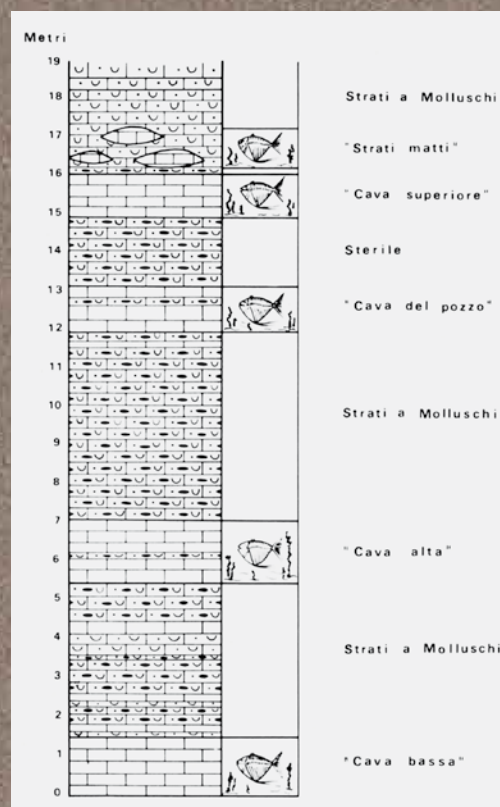 Metri
19
18
Strati a Molluschi
17
"Strati matti"
16
"Cava superiore"
15
14
Sterile
13
"Cava del pozzo"
12
11
10
Strati a Molluschi
9
8
7
6
"Cava alta"
5
4
Strati a Molluschi
3
2
1
"Cava bassa"
0